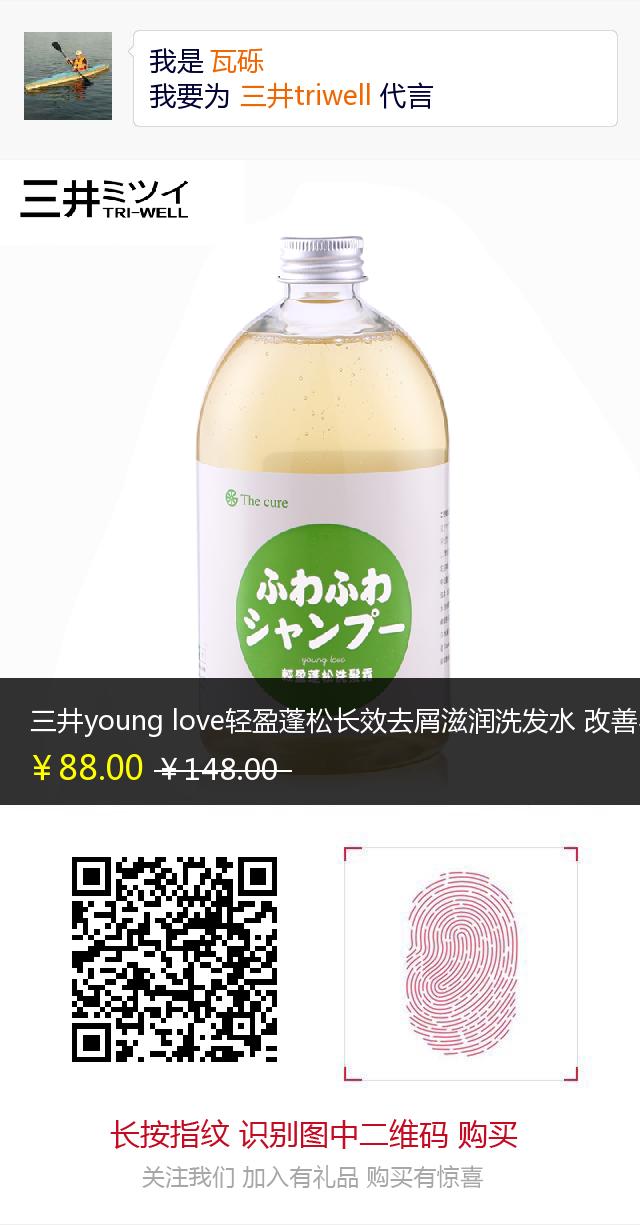 我是 瓦砾
我要为 三井triwell 代言
三井ミツイ
TRI-WELL
The cure
ふわふわ
シャンプー
young love
輕盈蓬松洗髮露
三井young love轻盈蓬松长效去屑滋润洗发水 改善
￥88.00 ￥148.00
长按指纹 识别图中二维码 购买
关注我们 加入有礼品 购买有惊喜